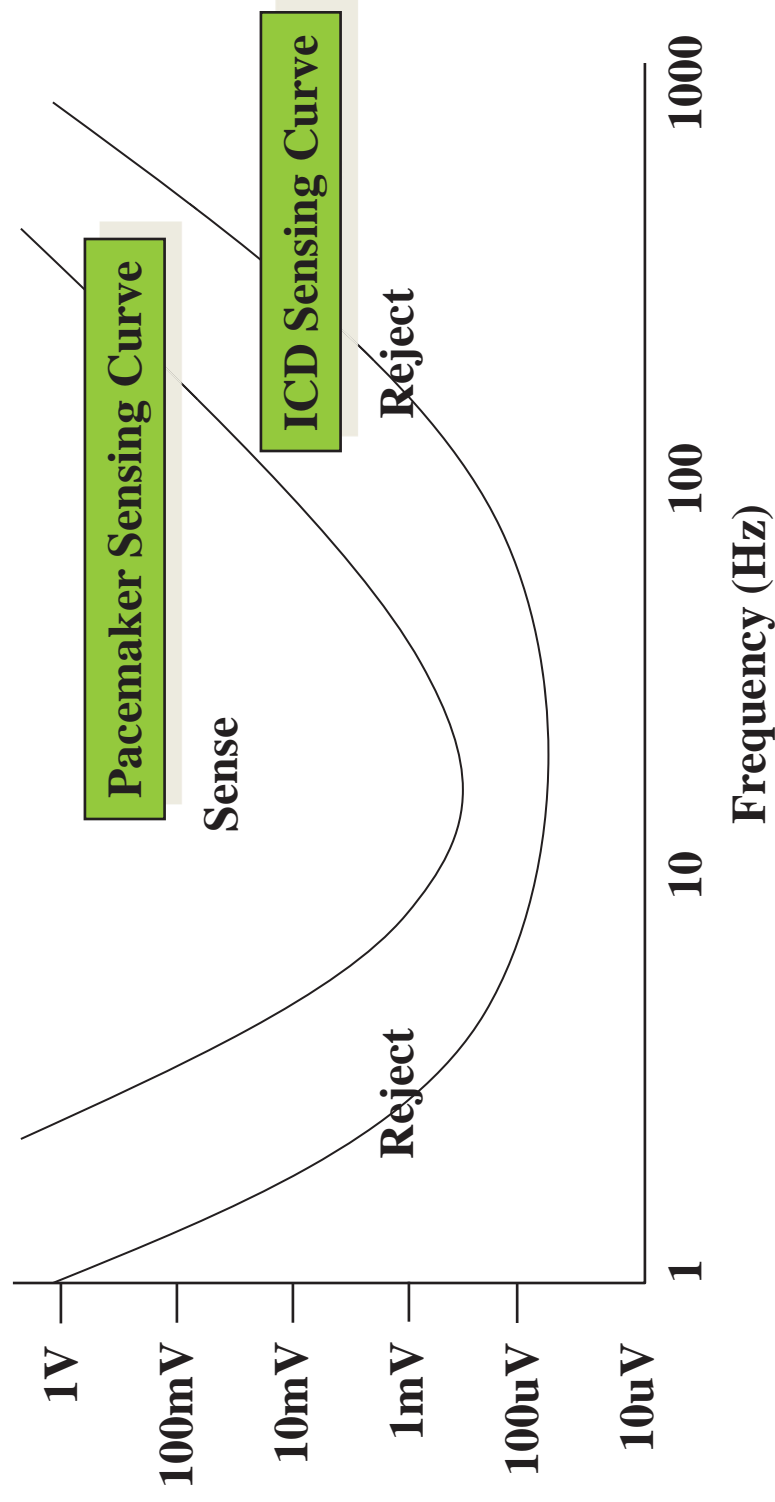 Pacemaker Sensing Curve
ICD Sensing Curve
Sense
Reject
Reject
1V
100mV
10mV
1mV
100uV
10uV
1
10
100
1000
Frequency (Hz)